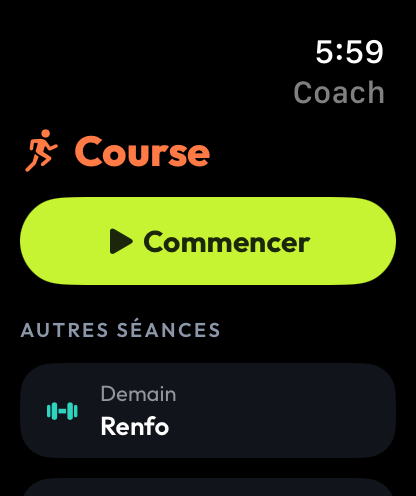 5:59
Coach
Course
Commencer
AUTRES SÉANCES
Demain
Renfo